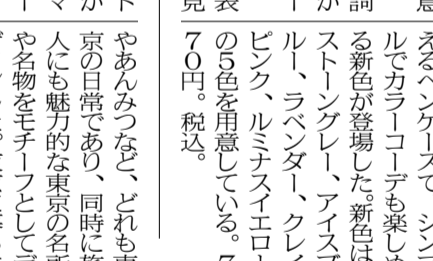 えるペンケースで　シンプ
ルでカラーコーデも楽しめ
る新色が登場した。新色は
ストーングレー、アイスブ
ルー、ラベンダー、クレイ
ピンク、ルミナスイエロー
の5色を用意している。7
70円。税込。
やあんみつなど、どれも東
京の日常であり、同時に旅
人にも魅力的な東京の名所
や名物をモチーフとしてデ